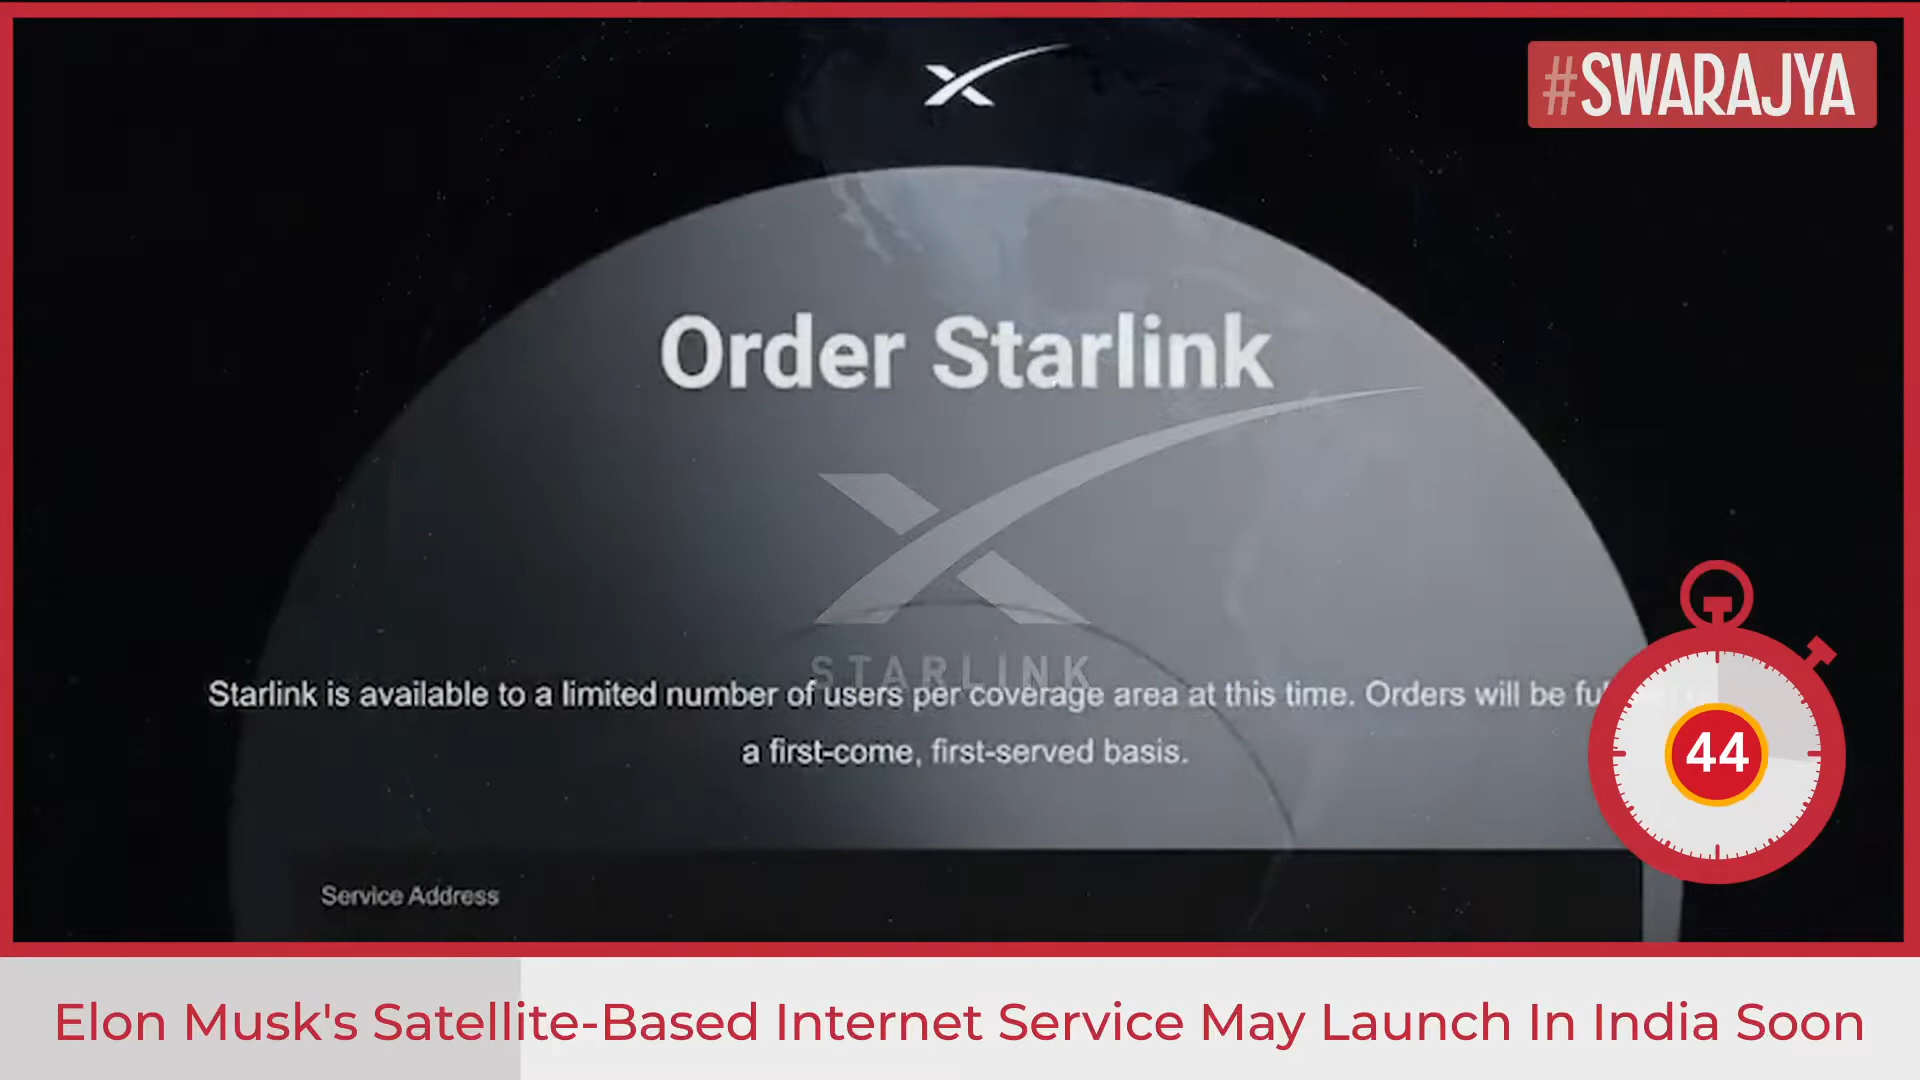 #SWARAJYA
Order Starlink
STARLINK
Starlink is available to a limited number of users per coverage area at this time. Orders will be
a first-come, first-served basis.
44
Service Address
Elon Musk's Satellite-Based Internet Service May Launch In India Soon